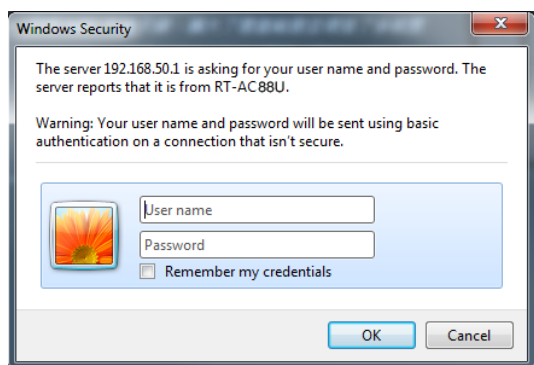 Windows Security
The server 192.168.50.1 is asking for your user name and password. The
server reports that it is from RT-AC88U.
Warning: Your user name and password will be sent using basic
authentication on a connection that isn't secure.
User name
Password
Remember my credentials
OK
Cancel